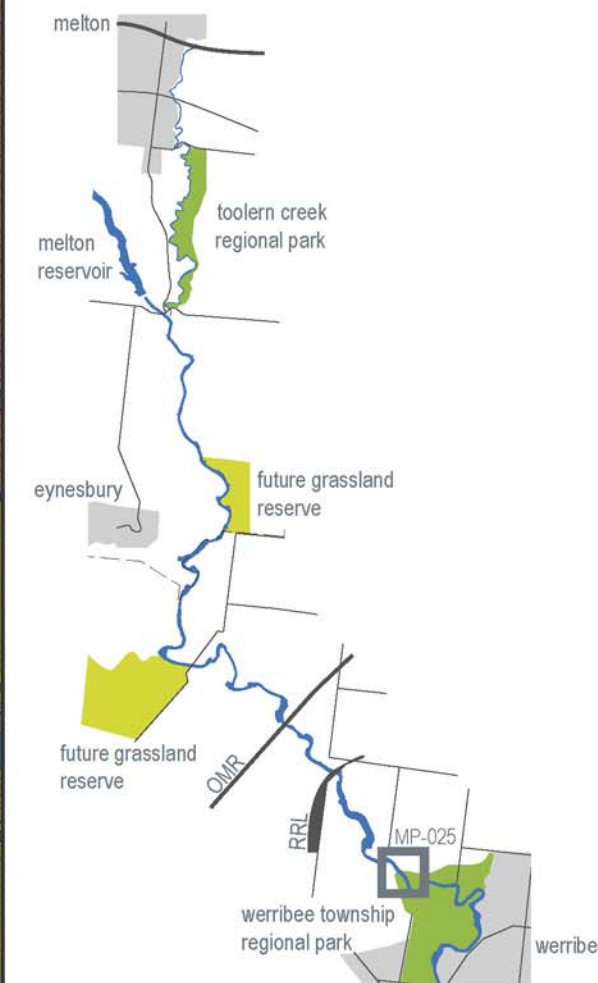 melton
toolern creek
regional park
melton
reservoir
future grassland
reserve
eynesbury
future grassland
reserve
OMR
RRL
MP-025
werribee township
regional park
werribe